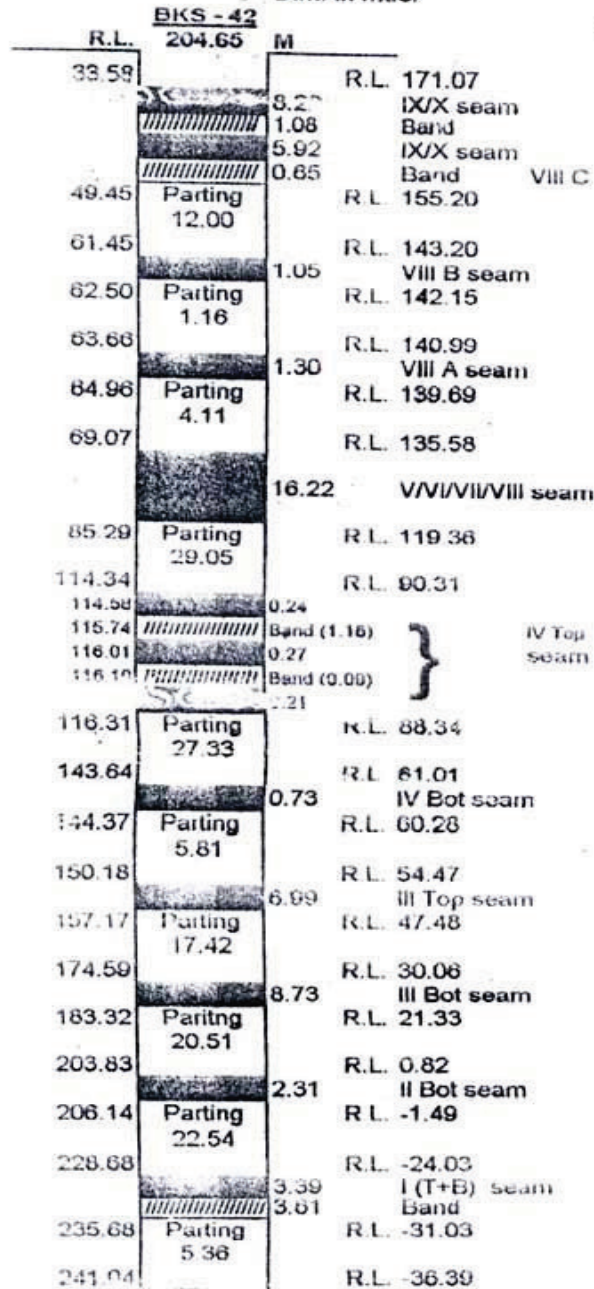 BKS - 42
R.L. 204.65 M
33.58 R.L. 171.07
IX/X seam
1.08 Band
5.92 IX/X seam
0.65 Band VIII C
49.45 Parting R.L. 155.20
12.00
61.45 R.L. 143.20
1.05 VIII B seam
62.50 Parting R.L. 142.15
1.16
63.66 R.L. 140.99
1.30 VIII A seam
64.96 Parting R.L. 139.69
4.11
69.07 R.L. 135.58
16.22 V/VI/VII/VIII seam
85.29 Parting R.L. 119.36
29.05
114.34 R.L. 90.31
114.58 0.24
115.74 Band (1.16) IV Top
116.01 0.27 seam
Band (0.09)
116.31 Parting R.L. 88.34
27.33
143.64 R.L 61.01
0.73 IV Bot seam
144.37 Parting R.L. 60.28
5.81
150.18 R.L. 54.47
6.99 III Top seam
157.17 Parting R.L. 47.48
17.42
174.59 R.L. 30.06
8.73 III Bot seam
183.32 Paritng R.L. 21.33
20.51
203.83 R.L. 0.82
2.31 II Bot seam
206.14 Parting R L. -1.49
22.54
228.68 R.L. -24.03
3.39 I (T+B) seam
3.61 Band
235.68 Parting R.L. -31.03
5.36
241.04 R.L. -36.39